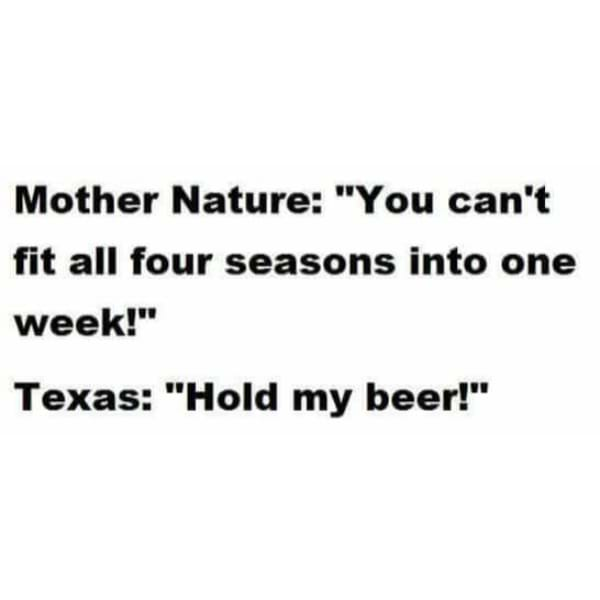 Mother Nature: "You can't
fit all four seasons into one
week!"
Texas: "Hold my beer!"